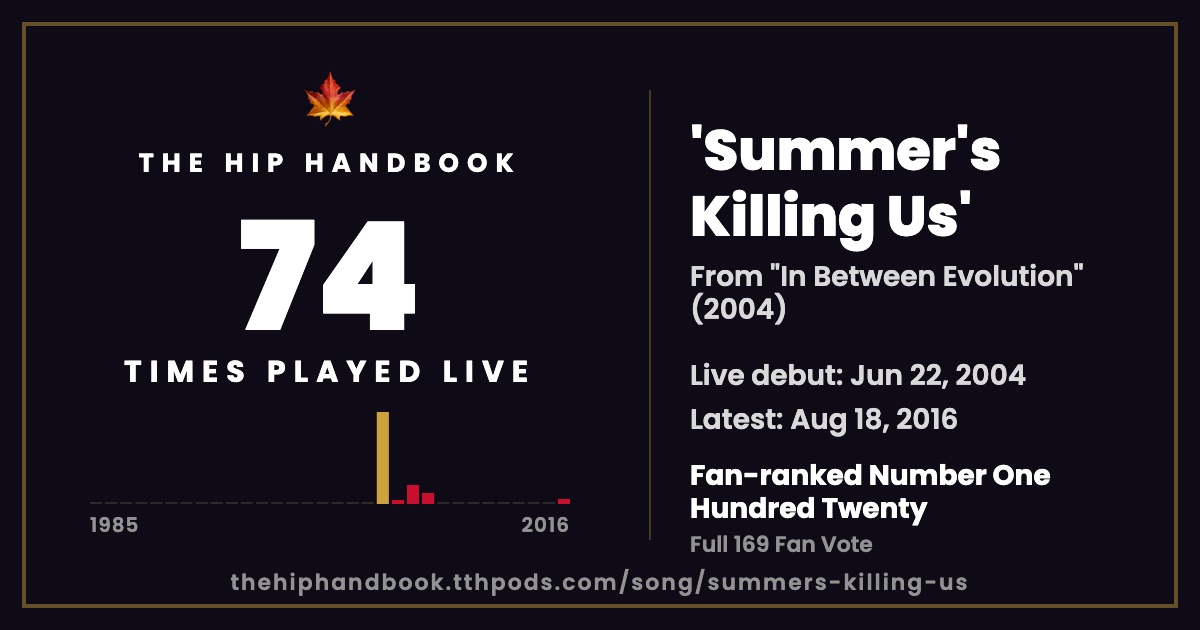 THE HIP HANDBOOK
74
TIMES PLAYED LIVE
1985
2016
'Summer's
Killing Us'
From "In Between Evolution"
(2004)
Live debut: Jun 22, 2004
Latest: Aug 18, 2016
Fan-ranked Number One
Hundred Twenty
Full 169 Fan Vote
thehiphandbook.tthpods.com/song/summers-killing-us